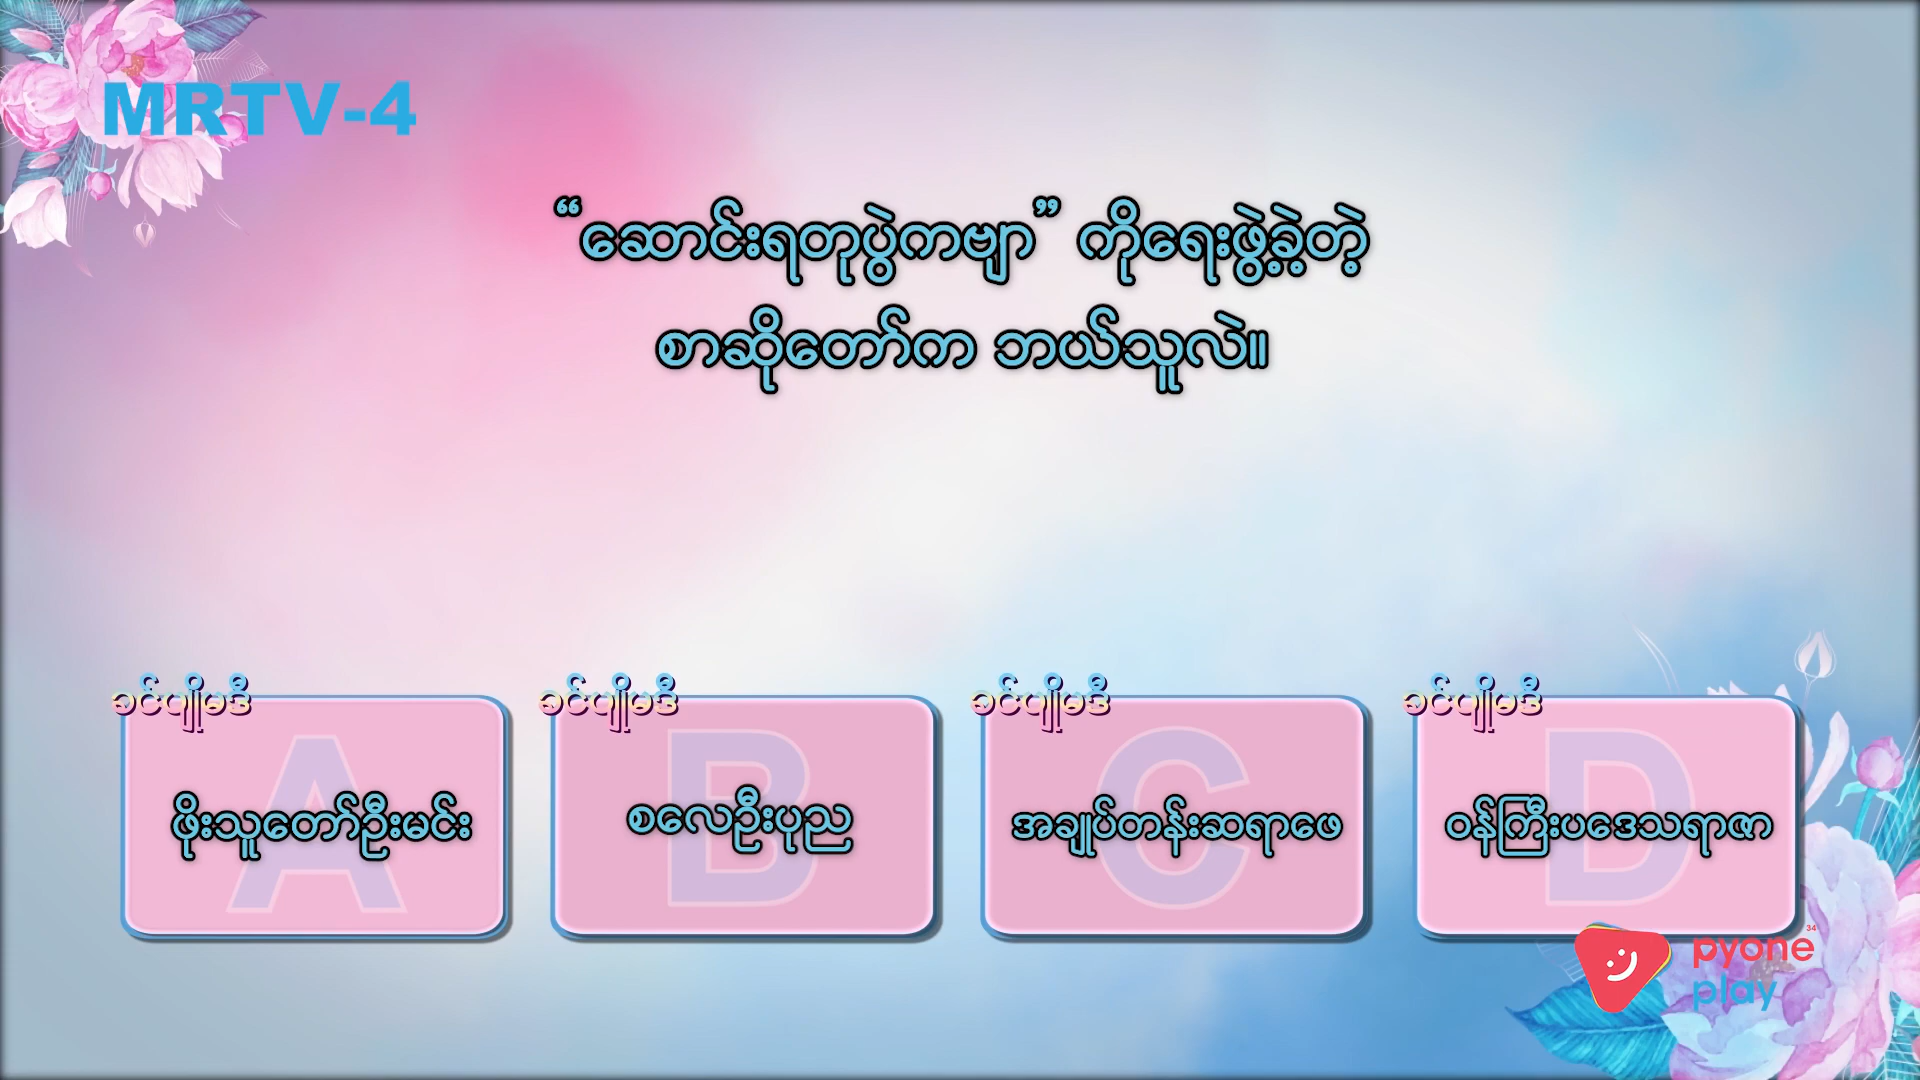 MRTV-4
“ဆောင်းရတုပွဲကဗျာ” ကိုရေးဖွဲ့ခဲ့တဲ့
စာဆိုတော်က ဘယ်သူလဲ။
ခင်ပျိုမဒီ
ခင်ပျိုမဒီ
ခင်ပျိုမဒီ
ခင်ပျိုမဒီ
A
ဖိုးသူတော်ဦးမင်း
B
စလေဦးပုည
C
အချုပ်တန်းဆရာဖေ
D
ဝန်ကြီးပဒေသရာဇာ
34
pyone
play